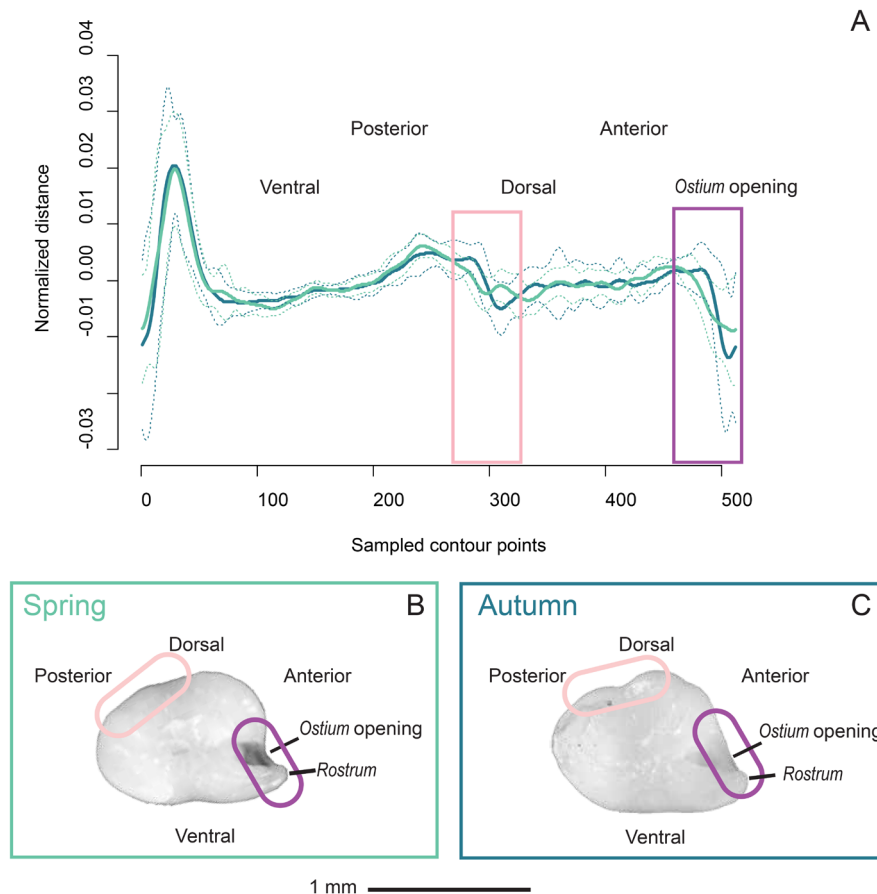 A
0.04
0.03
0.02
0.01
0.00
-0.01
-0.03
Normalized distance
Posterior
Anterior
Ventral
Dorsal
Ostium opening
0
100
200
300
400
500
Sampled contour points
Spring
B
Dorsal
Posterior
Anterior
Ostium opening
Rostrum
Ventral
Autumn
C
Dorsal
Posterior
Anterior
Ostium opening
Rostrum
Ventral
1 mm